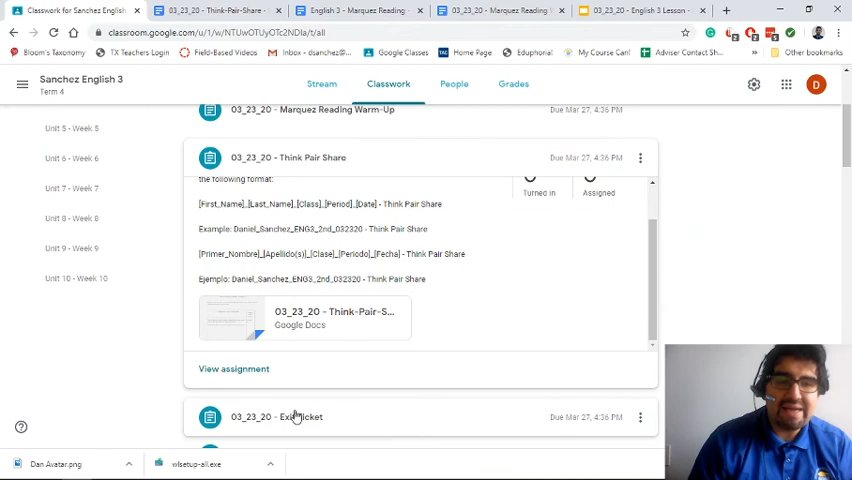 Classwork for Sanchez English 3
03_23_20 - Think-Pair-Share -
English 3 - Marquez Reading
03_23_20 - Marquez Reading W
03_23_20 - English 3 Lesson -
classroom.google.com/u/1/w/NTUwOTUyOTc2NDIa/t/all
Bloom's Taxonomy
TX Teachers Login
Field-Based Videos
Inbox - dsanchez@...
Google Classes
Home Page
Eduphoria!
My Course Can!
Adviser Contact Sho...
Other bookmarks
Sanchez English 3
Term 4
Stream
Classwork
People
Grades
D
Unit 5 - Week 5
Unit 6 - Week 6
Unit 7 - Week 7
Unit 8 - Week 8
Unit 9 - Week 9
Unit 10 - Week 10
03_23_20 - Marquez Reading Warm-Up
Due Mar 27, 4:36 PM
03_23_20 - Think Pair Share
Due Mar 27, 4:36 PM
the following format:
Turned in
Assigned
[First_Name]_[Last_Name]_[Class]_[Period]_[Date] - Think Pair Share
Example: Daniel_Sanchez_ENG3_2nd_032320 - Think Pair Share
[Primer_Nombre]_[Apellido(s)]_[Clase]_[Periodo]_[Fecha] - Think Pair Share
Ejemplo: Daniel_Sanchez_ENG3_2nd_032320 - Think Pair Share
03_23_20 - Think-Pair-S...
Google Docs
View assignment
03_23_20 - Exit Ticket
Due Mar 27, 4:36 PM
Dan Avatar.png
wlsetup-all.exe